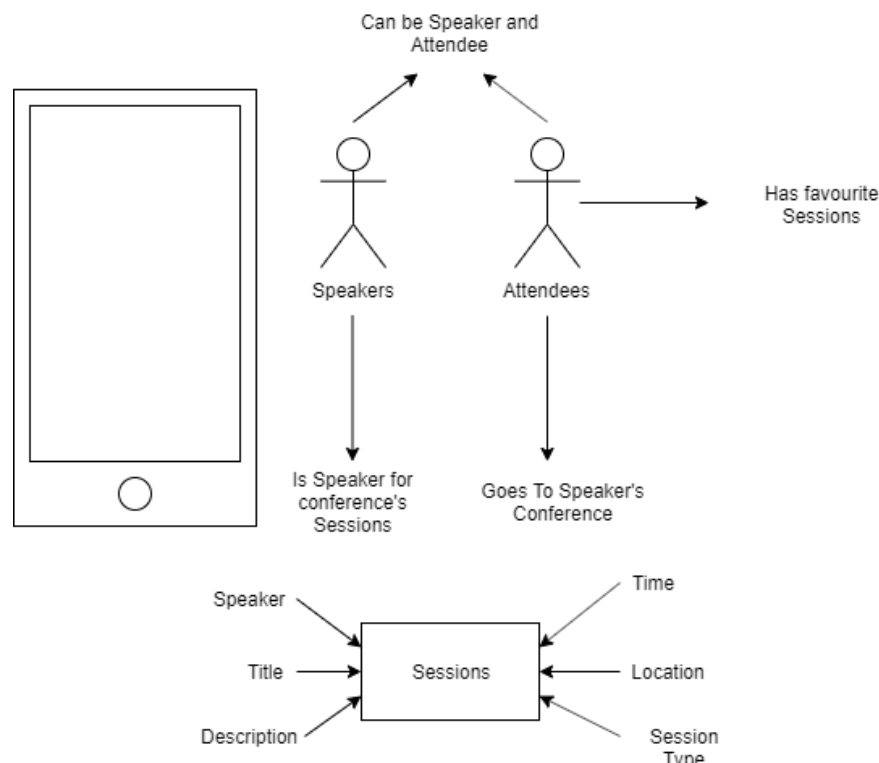 Can be Speaker and
Attendee
Has favourite
Sessions
Speakers
Attendees
Is Speaker for
conference's
Sessions
Goes To Speaker's
Conference
Speaker
Time
Title
Sessions
Location
Description
Session
Type